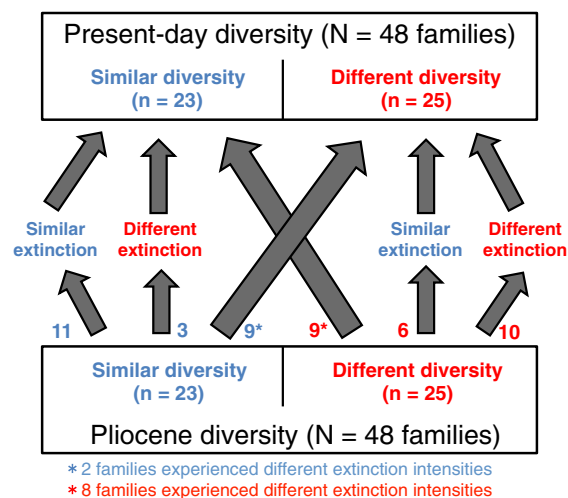 Present-day diversity (N = 48 families)
Similar diversity
(n = 23)
Different diversity
(n = 25)
Similar
extinction
Different
extinction
Similar
extinction
Different
extinction
11
3
9*
9*
6
10
Similar diversity
(n = 23)
Different diversity
(n = 25)
Pliocene diversity (N = 48 families)
* 2 families experienced different extinction intensities
* 8 families experienced different extinction intensities